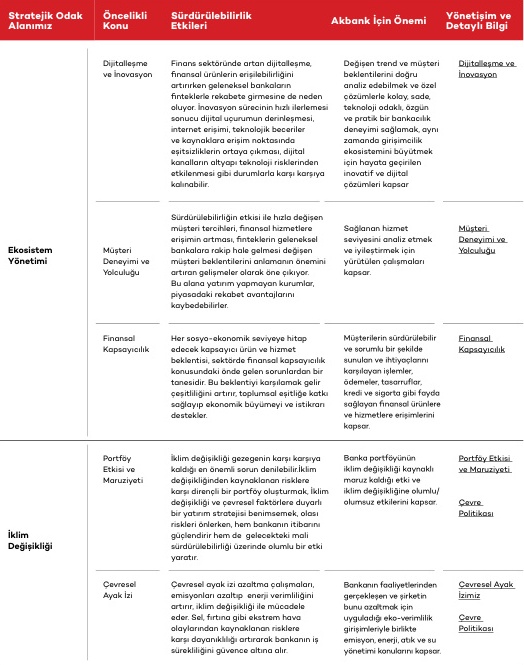 Stratejik Odak
Alanımız
Öncelikli
Konu
Sürdürülebilirlik
Etkileri
Akbank İçin Önemi
Yönetişim ve
Detaylı Bilgi
Ekosistem
Yönetimi
Dijitalleşme
ve İnovasyon
Finans sektöründe artan dijitalleşme,
finansal ürünlerin erişilebilirliğini
artırırken geleneksel bankaların
finteklerle rekabete girmesine de neden
oluyor. İnovasyon sürecinin hızlı ilerlemesi
sonucu dijital uçurumun derinleşmesi,
internet erişimi, teknolojik beceriler
ve kaynaklara erişim noktasında
eşitsizliklerin ortaya çıkması, dijital
kanalların altyapı teknoloji risklerinden
etkilenmesi gibi durumlarla karşı karşıya
kalınabilir.
Değişen trend ve müşteri
beklentilerini doğru
analiz edebilmek ve özel
çözümlerle kolay, sade,
teknoloji odaklı, özgün
ve pratik bir bankacılık
deneyimi sağlamak, aynı
zamanda girişimcilik
ekosistemini büyütmek
için hayata geçirilen
inovatif ve dijital
çözümleri kapsar
Dijitalleşme ve
İnovasyon
Müşteri
Deneyimi ve
Yolculuğu
Sürdürülebilirliğin etkisi ile hızla değişen
müşteri tercihleri, finansal hizmetlere
erişimin artması, finteklerin geleneksel
bankalara rakip hale gelmesi değişen
müşteri beklentilerini anlamanın önemini
artıran gelişmeler olarak öne çıkıyor.
Bu alana yatırım yapmayan kurumlar,
piyasadaki rekabet avantajlarını
kaybedebilirler.
Sağlanan hizmet
seviyesini analiz etmek
ve iyileştirmek için
yürütülen çalışmaları
kapsar.
Müşteri
Deneyimi ve
Yolculuğu
Finansal
Kapsayıcılık
Her sosyo-ekonomik seviyeye hitap
edecek kapsayıcı ürün ve hizmet
beklentisi, sektörde finansal kapsayıcılık
konusundaki önde gelen sorunlardan bir
tanesidir. Bu beklentiyi karşılamak gelir
çeşitliliğini artırır, toplumsal eşitliğe katkı
sağlayıp ekonomik büyümeyi ve istikrarı
destekler.
Müşterilerin sürdürülebilir
ve sorumlu bir şekilde
sunulan ve ihtiyaçlarını
karşılayan işlemler,
ödemeler, tasarruflar,
kredi ve sigorta gibi fayda
sağlayan finansal ürünlere
ve hizmetlere erişimlerini
kapsar.
Finansal
Kapsayıcılık
İklim
Değişikliği
Portföy
Etkisi ve
Maruziyeti
İklim değişikliği gezegenin karşı karşıya
kaldığı en önemli sorun denilebilir.İklim
değişikliğinden kaynaklanan risklere
karşı dirençli bir portföy oluşturmak, İklim
değişikliği ve çevresel faktörlere duyarlı
bir yatırım stratejisi benimsemek, olası
riskleri önlerken, hem bankanın itibarını
güçlendirir hem de gelecekteki mali
sürdürülebilirliği üzerinde olumlu bir etki
yaratır.
Banka portföyünün
iklim değişikliği kaynaklı
maruz kaldığı etki ve
iklim değişikliğine olumlu/
olumsuz etkilerini kapsar.
Portföy Etkisi
ve Maruziyeti
Çevre
Politikası
Çevresel
Ayak İzi
Çevresel ayak izi azaltma çalışmaları,
emisyonları azaltıp enerji verimliliğini
artırır, iklim değişikliği ile mücadele
eder. Sel, fırtına gibi ekstrem hava
olaylarından kaynaklanan risklere
karşı dayanıklılığı artırarak bankanın iş
sürekliliğini güvence altına alır.
Bankanın faaliyetlerinden
gerçekleşen ve şirketin
bunu azaltmak için
uyguladığı eko-verimlilik
girişimleriyle birlikte
emisyon, enerji, atık ve su
yönetimi konularını kapsar.
Çevresel Ayak
İzimiz
Çevre
Politikası